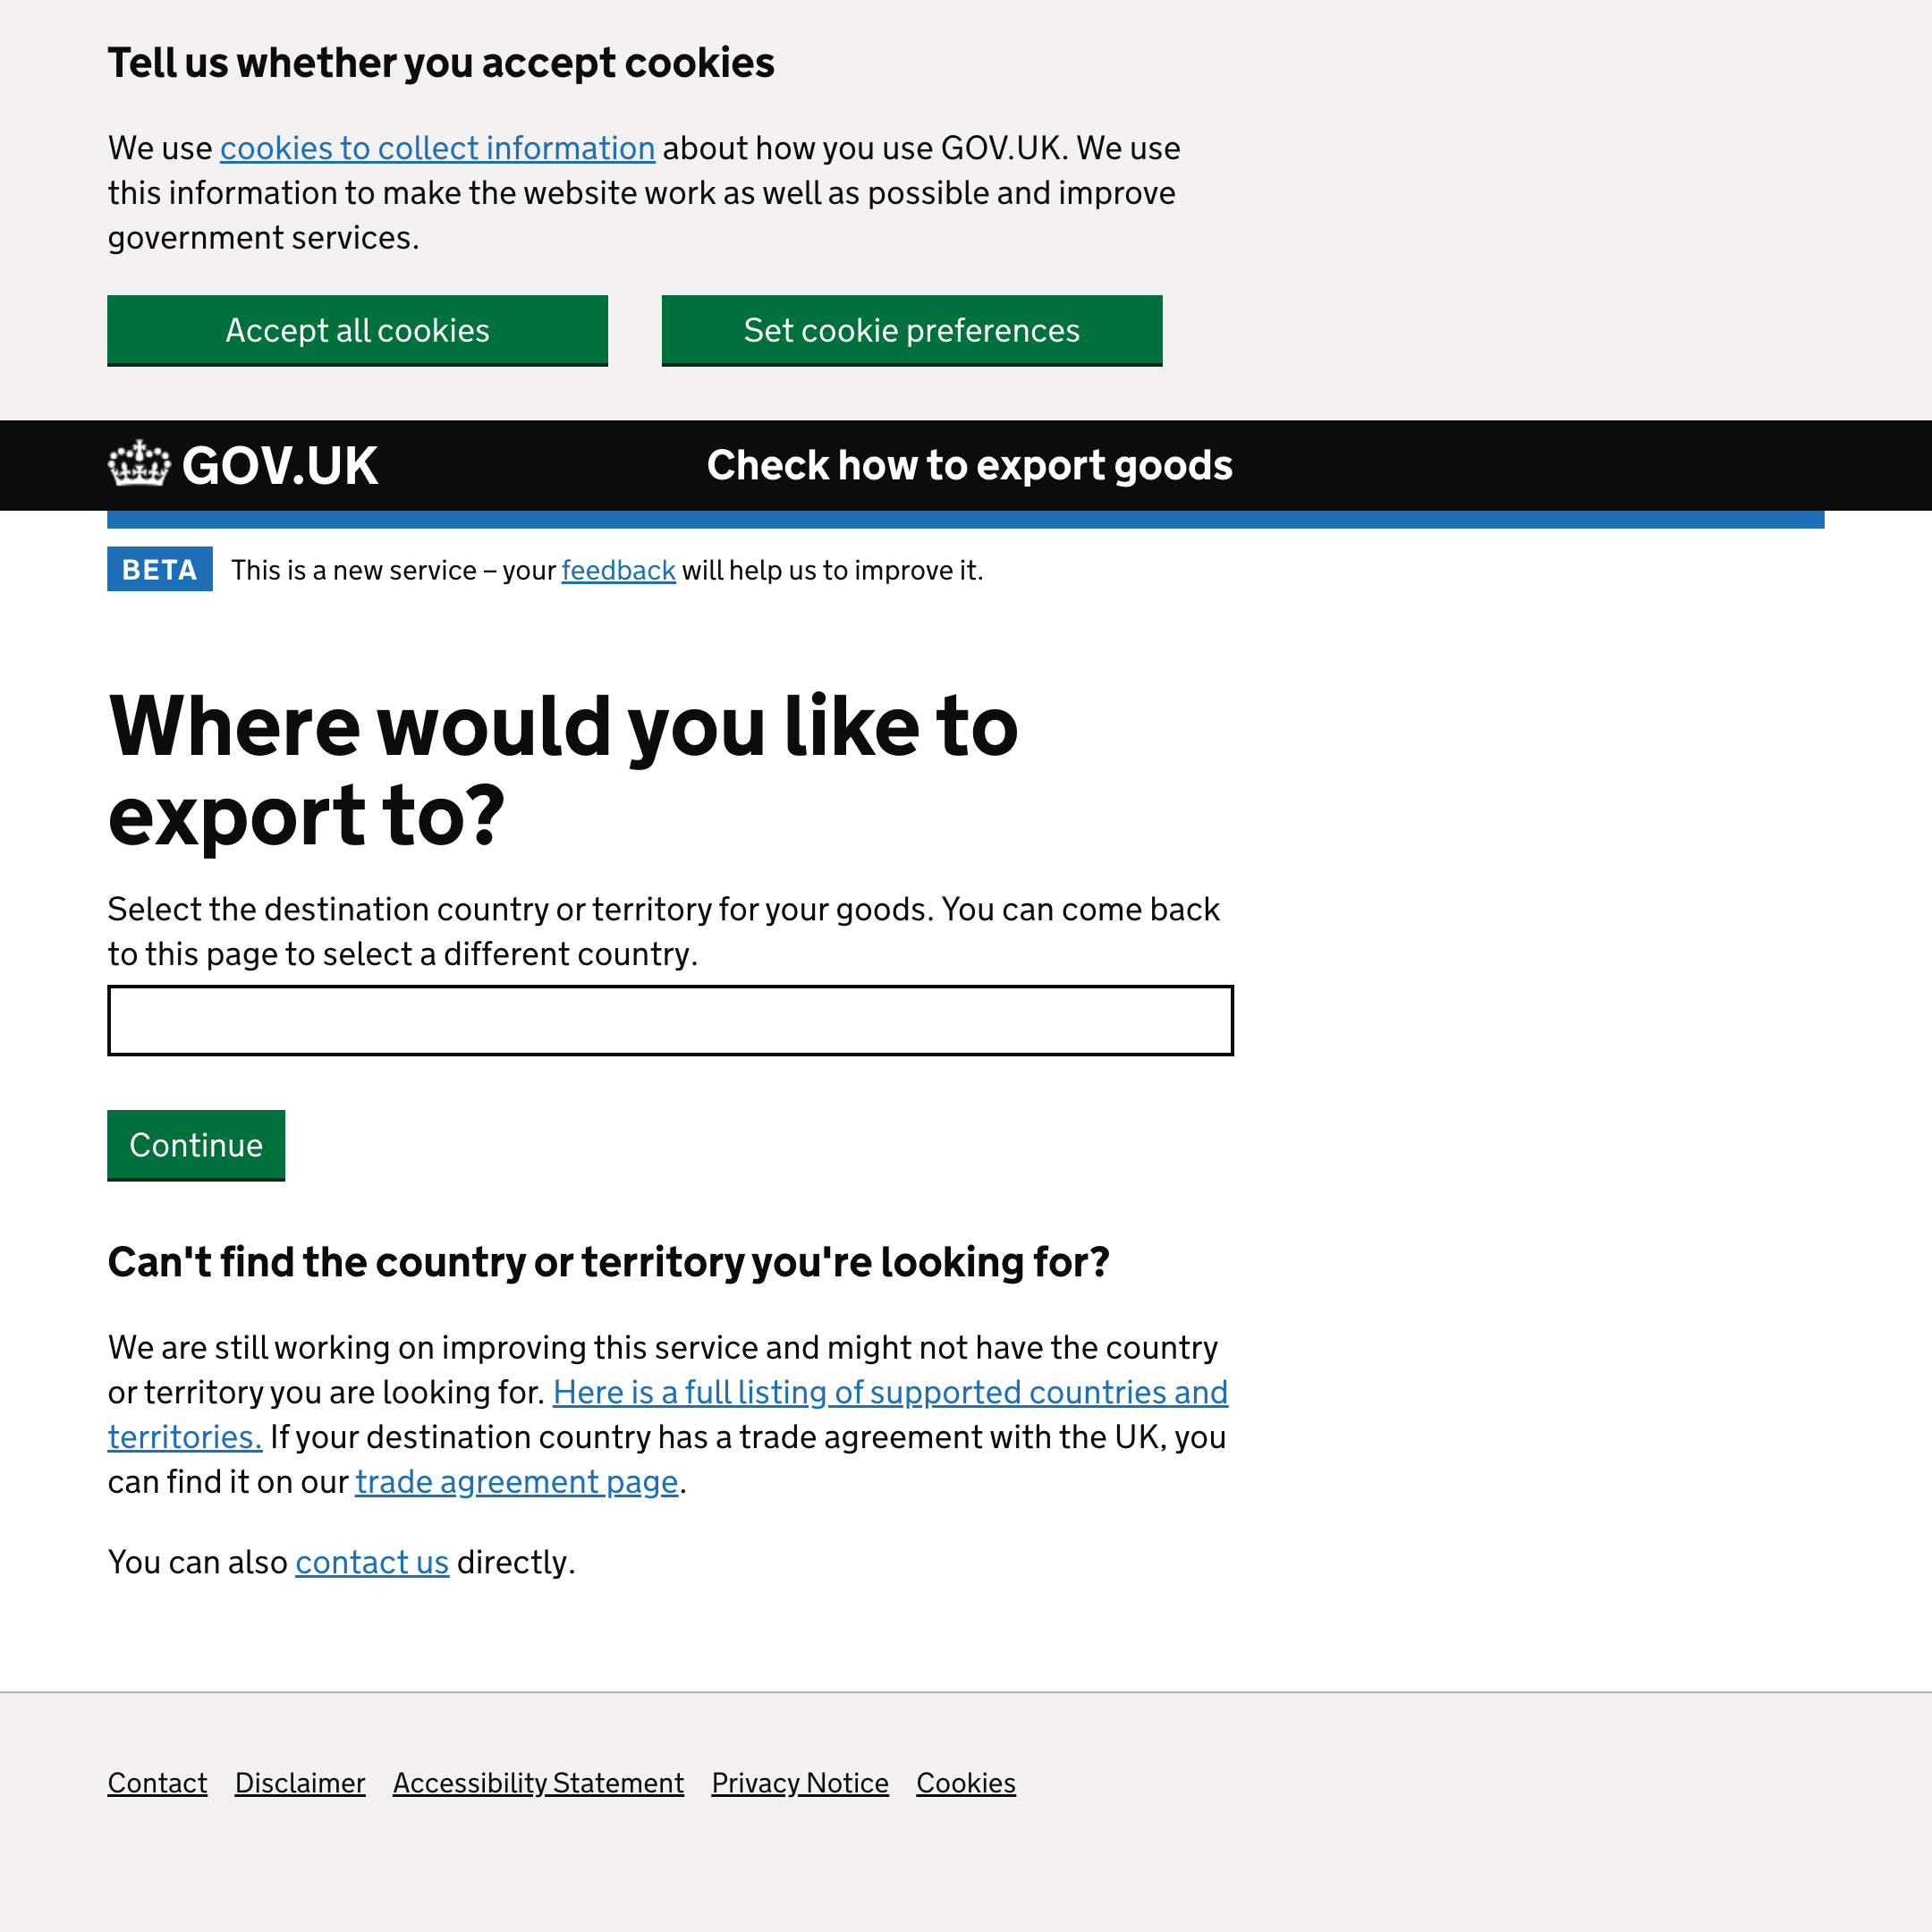 Tell us whether you accept cookies
We use cookies to collect information about how you use GOV.UK. We use
this information to make the website work as well as possible and improve
government services.
Accept all cookies
Set cookie preferences
GOV.UK
Check how to export goods
BETA This is a new service – your feedback will help us to improve it.
Where would you like to
export to?
Select the destination country or territory for your goods. You can come back
to this page to select a different country.
Continue
Can't find the country or territory you're looking for?
We are still working on improving this service and might not have the country
or territory you are looking for. Here is a full listing of supported countries and
territories. If your destination country has a trade agreement with the UK, you
can find it on our trade agreement page.
You can also contact us directly.
Contact Disclaimer Accessibility Statement Privacy Notice Cookies